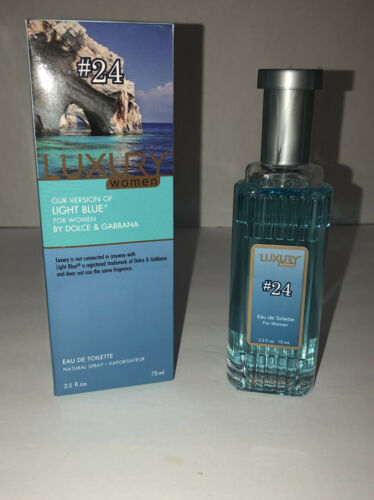 #24
LUXURY
women
OUR VERSION OF
LIGHT BLUE*
FOR WOMEN
BY DOLCE & GABBANA
Luxury is not connected in anyway with
Light Blue® a registered trademark of Dolce & Gabbana
and does not use the same fragrance.
EAU DE TOILETTE
NATURAL SPRAY • VAPORISATEUR
2.5 fl.oz. 75ml
LUXURY
women
#24
Eau de Toilette
For Women
2.5 fl.oz. 75 mL